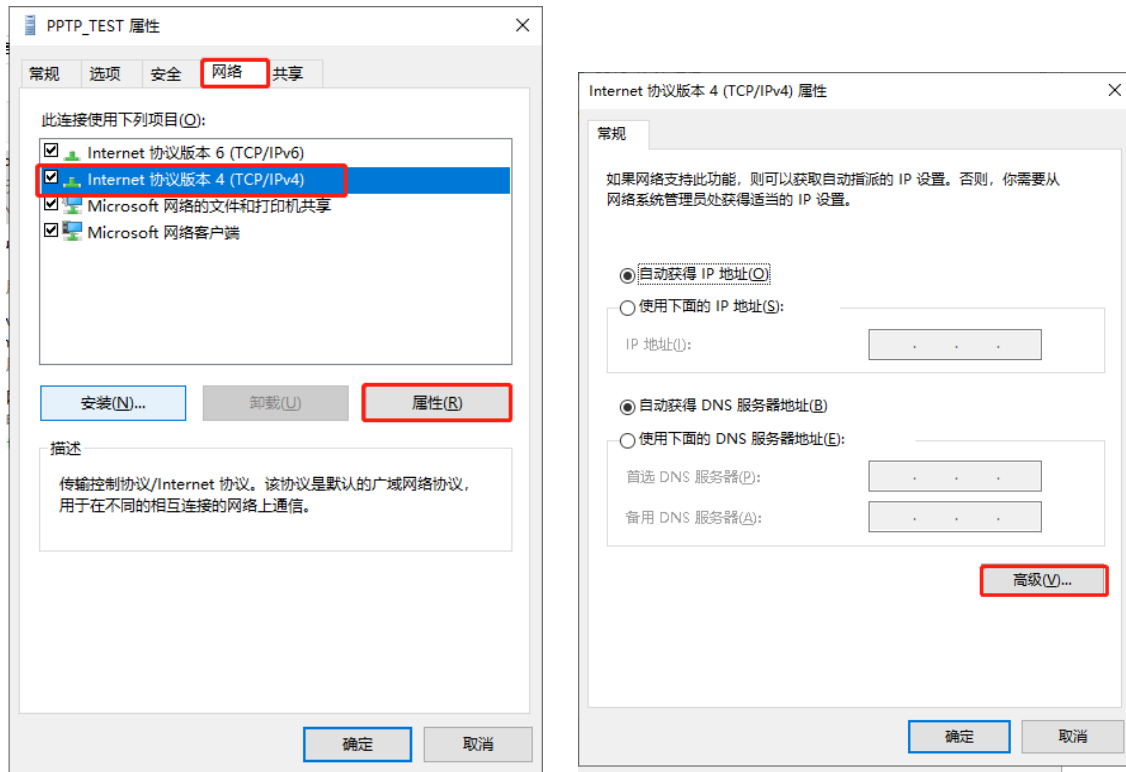 PPTP_TEST 属性
常规 选项 安全 网络 共享
此连接使用下列项目(O):
Internet 协议版本 6 (TCP/IPv6)
Internet 协议版本 4 (TCP/IPv4)
Microsoft 网络的文件和打印机共享
Microsoft 网络客户端
安装(N)... 卸载(U) 属性(R)
描述
传输控制协议/Internet 协议。该协议是默认的广域网络协议，
用于在不同的相互连接的网络上通信。
确定 取消
Internet 协议版本 4 (TCP/IPv4) 属性
常规
如果网络支持此功能，则可以获取自动指派的 IP 设置。否则，你需要从
网络系统管理员处获得适当的 IP 设置。
自动获得 IP 地址(O)
使用下面的 IP 地址(S):
IP 地址(I):
自动获得 DNS 服务器地址(B)
使用下面的 DNS 服务器地址(E):
首选 DNS 服务器(P):
备用 DNS 服务器(A):
高级(V)...
确定 取消